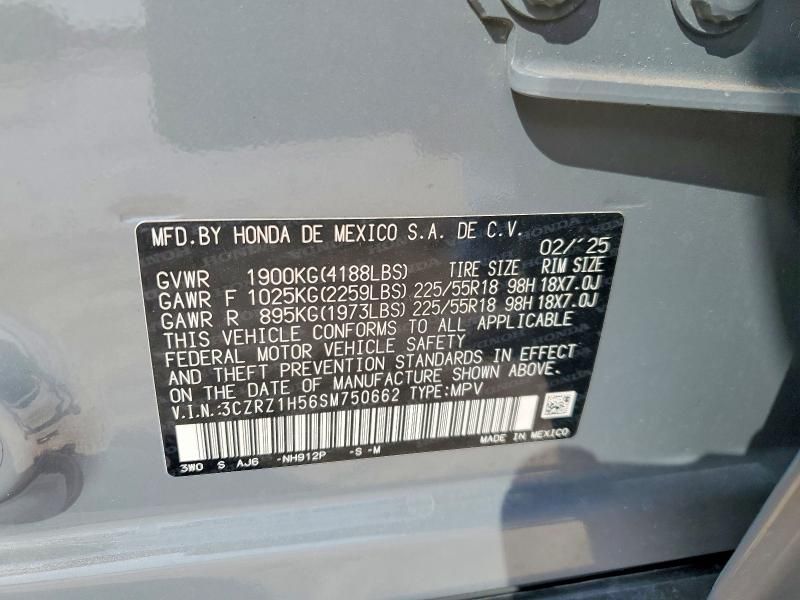 MFD.BY HONDA DE MEXICO S.A. DE C.V. 02/'25
GVWR 1900KG(4188LBS) TIRE SIZE RIM SIZE
GAWR F 1025KG(2259LBS) 225/55R18 98H 18X7.0J
GAWR R 895KG(1973LBS) 225/55R18 98H 18X7.0J
THIS VEHICLE CONFORMS TO ALL APPLICABLE
FEDERAL MOTOR VEHICLE SAFETY
AND THEFT PREVENTION STANDARDS IN EFFECT
ON THE DATE OF MANUFACTURE SHOWN ABOVE.
V.I.N.:3CZRZ1H56SM750662 TYPE:MPV
MADE IN MEXICO
3W0 S AJ6 -NH912P -S -M